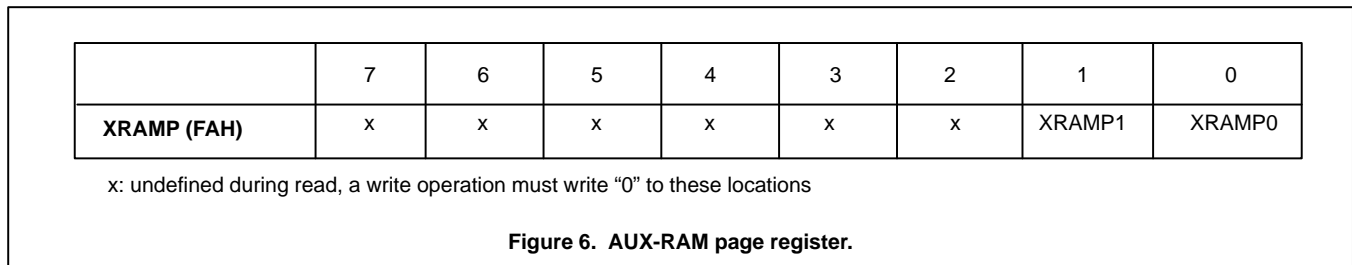 7 6 5 4 3 2 1 0
XRAMP (FAH) x x x x x x XRAMP1 XRAMP0
x: undefined during read, a write operation must write “0” to these locations
Figure 6. AUX-RAM page register.